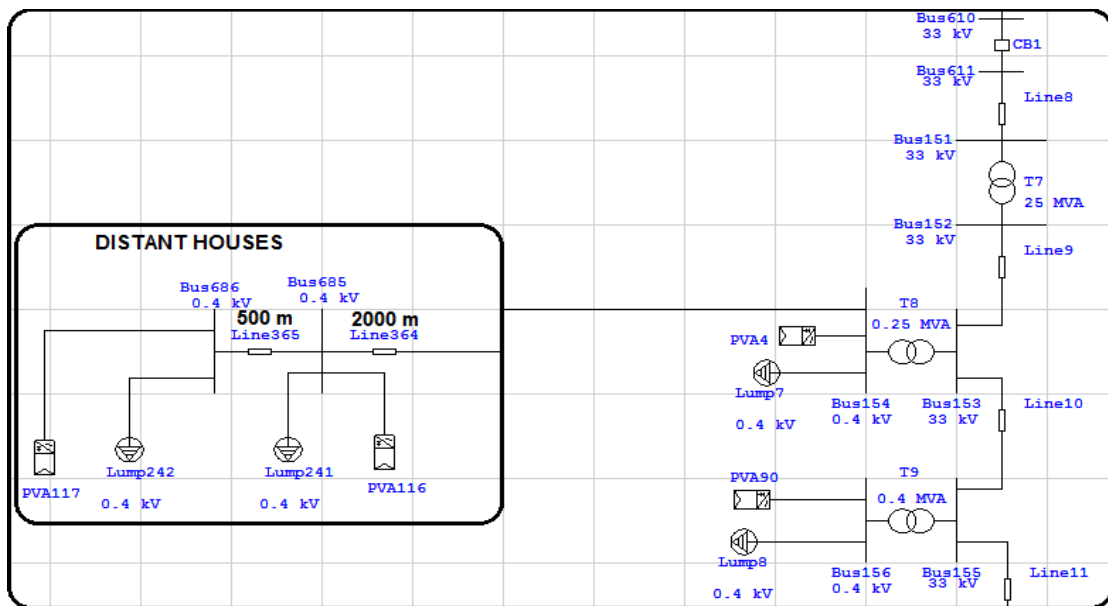 Bus610
33 kV
CB1
Bus611
33 kV
Line8
Bus151
33 kV
T7
25 MVA
Bus152
33 kV
Line9
DISTANT HOUSES
Bus686
0.4 kV
Bus685
0.4 kV
500 m
Line365
2000 m
Line364
T8
0.25 MVA
PVA4
Lump7
0.4 kV
Bus154
0.4 kV
Bus153
33 kV
Line10
Lump242
0.4 kV
Lump241
0.4 kV
PVA117
PVA116
T9
0.4 MVA
PVA90
Lump8
0.4 kV
Bus156
0.4 kV
Bus155
33 kV
Line11